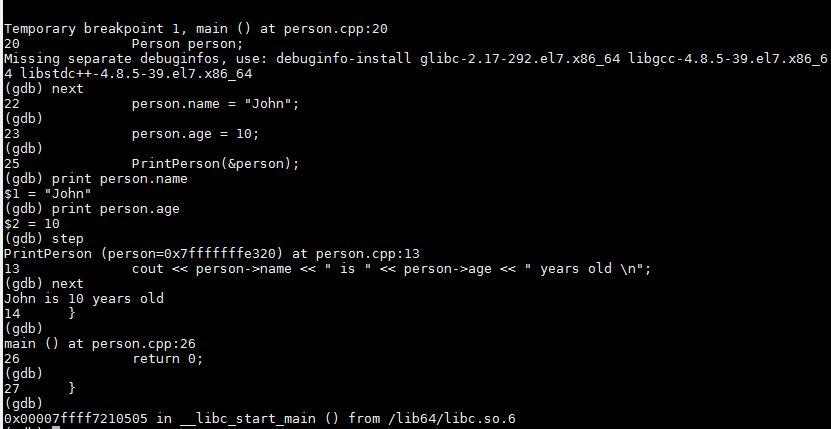 Temporary breakpoint 1, main () at person.cpp:20
20              Person person;
Missing separate debuginfos, use: debuginfo-install glibc-2.17-292.el7.x86_64 libgcc-4.8.5-39.el7.x86_6
4 libstdc++-4.8.5-39.el7.x86_64
(gdb) next
22              person.name = "John";
(gdb)
23              person.age = 10;
(gdb)
25              PrintPerson(&person);
(gdb) print person.name
$1 = "John"
(gdb) print person.age
$2 = 10
(gdb) step
PrintPerson (person=0x7fffffffe320) at person.cpp:13
13              cout << person->name << " is " << person->age << " years old \n";
(gdb) next
John is 10 years old
14      }
(gdb)
main () at person.cpp:26
26              return 0;
(gdb)
27      }
(gdb)
0x00007ffff7210505 in __libc_start_main () from /lib64/libc.so.6
(gdb)